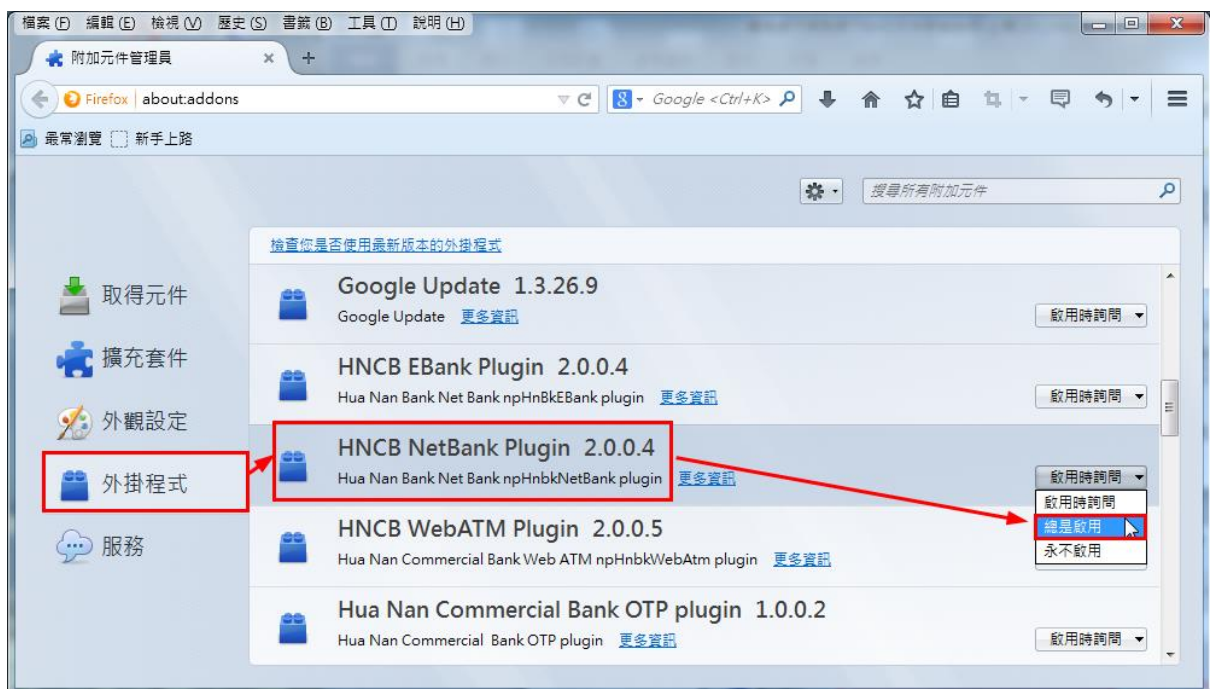 檔案(F) 編輯(E) 檢視(V) 歷史(S) 書籤(B) 工具(T) 說明(H)
附加元件管理員
Firefox about:addons
Google <Ctrl+K>
最常瀏覽 新手上路
搜尋所有附加元件
檢查您是否使用最新版本的外掛程式
取得元件
擴充套件
外觀設定
外掛程式
服務
Google Update 1.3.26.9
Google Update 更多資訊
啟用時詢問
HNCB EBank Plugin 2.0.0.4
Hua Nan Bank Net Bank npHnBkEBank plugin 更多資訊
啟用時詢問
HNCB NetBank Plugin 2.0.0.4
Hua Nan Bank Net Bank npHnbkNetBank plugin 更多資訊
啟用時詢問
啟用時詢問
總是啟用
永不啟用
HNCB WebATM Plugin 2.0.0.5
Hua Nan Commercial Bank Web ATM npHnbkWebAtm plugin 更多資訊
Hua Nan Commercial Bank OTP plugin 1.0.0.2
Hua Nan Commercial Bank OTP plugin 更多資訊
啟用時詢問